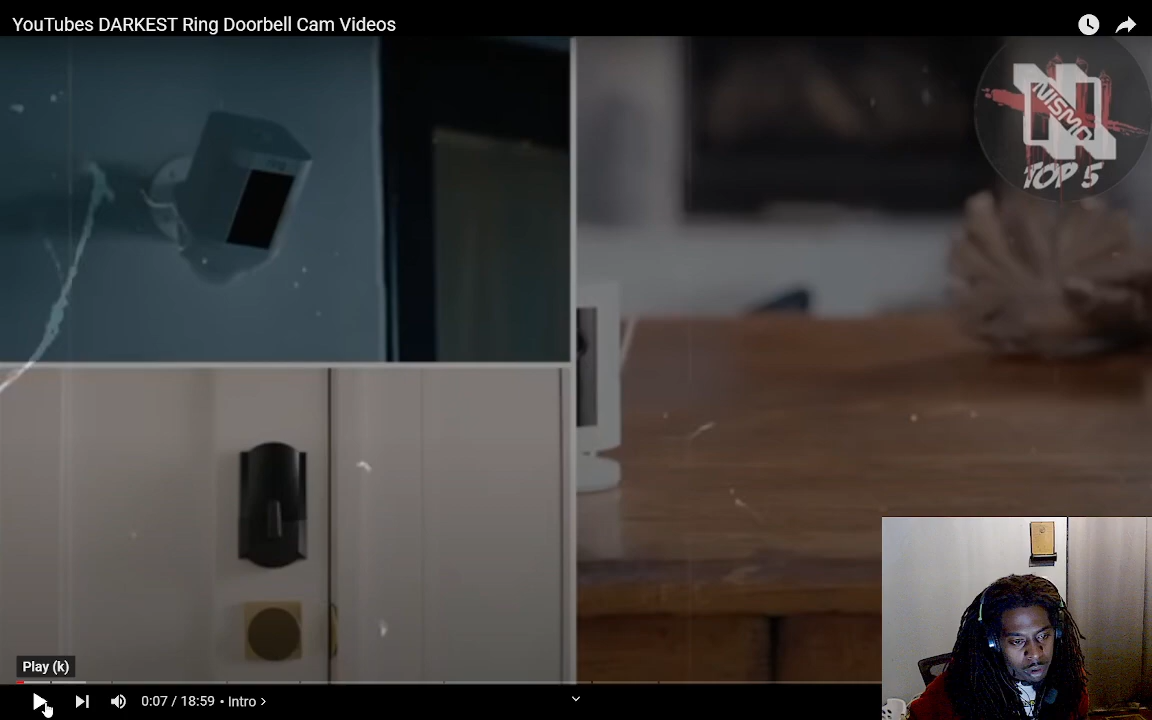 YouTubes DARKEST Ring Doorbell Cam Videos
NISMO
TOP 5
Play (k)
0:07 / 18:59 • Intro >